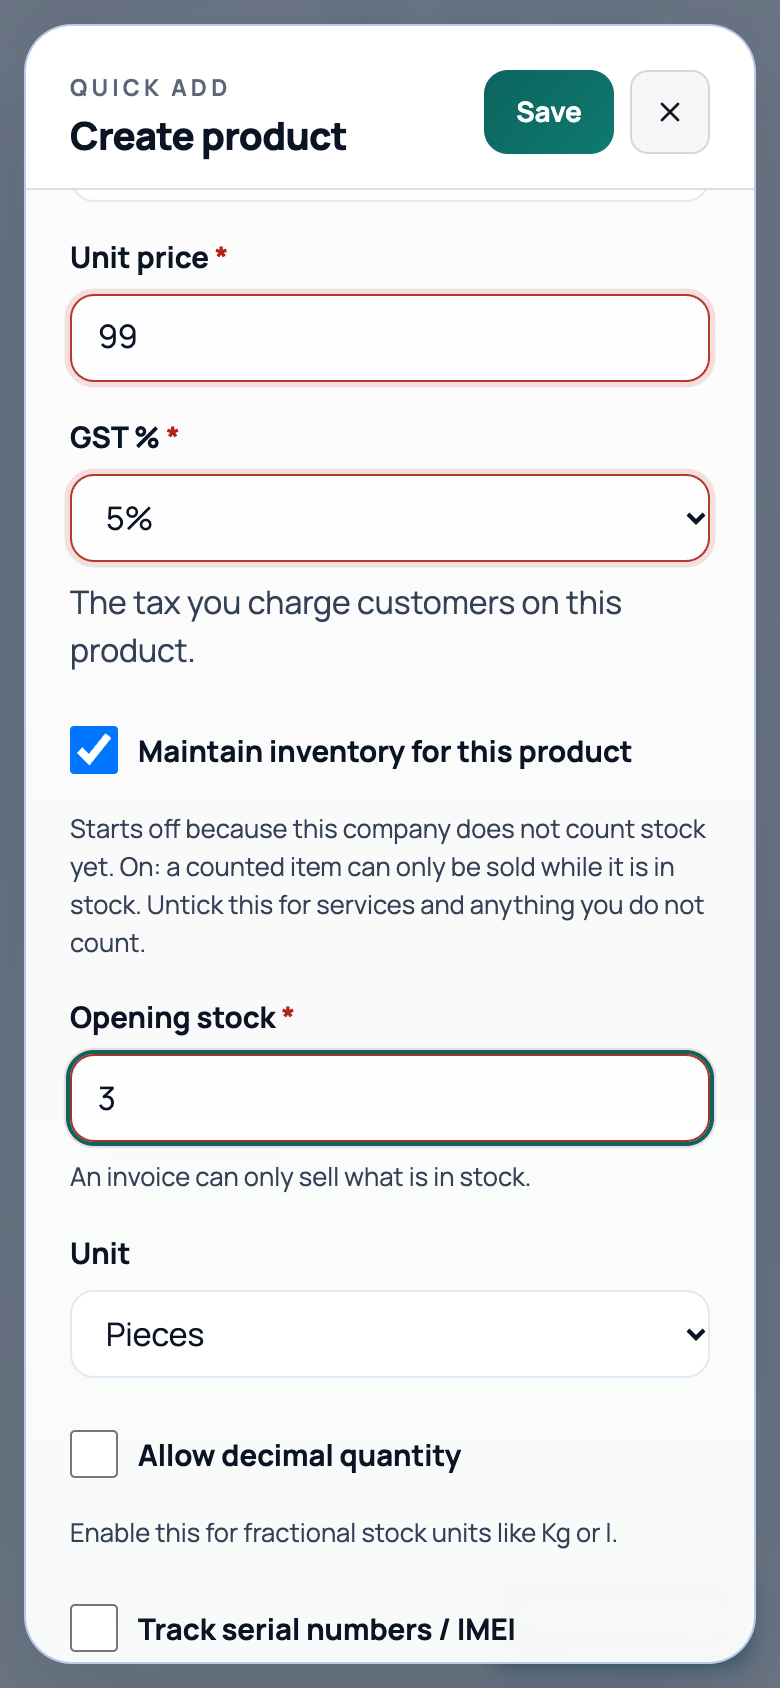 QUICK ADD
Create product
Save
Unit price *
99
GST % *
5%
The tax you charge customers on this
product.
Maintain inventory for this product
Starts off because this company does not count stock
yet. On: a counted item can only be sold while it is in
stock. Untick this for services and anything you do not
count.
Opening stock *
3
An invoice can only sell what is in stock.
Unit
Pieces
Allow decimal quantity
Enable this for fractional stock units like Kg or l.
Track serial numbers / IMEI